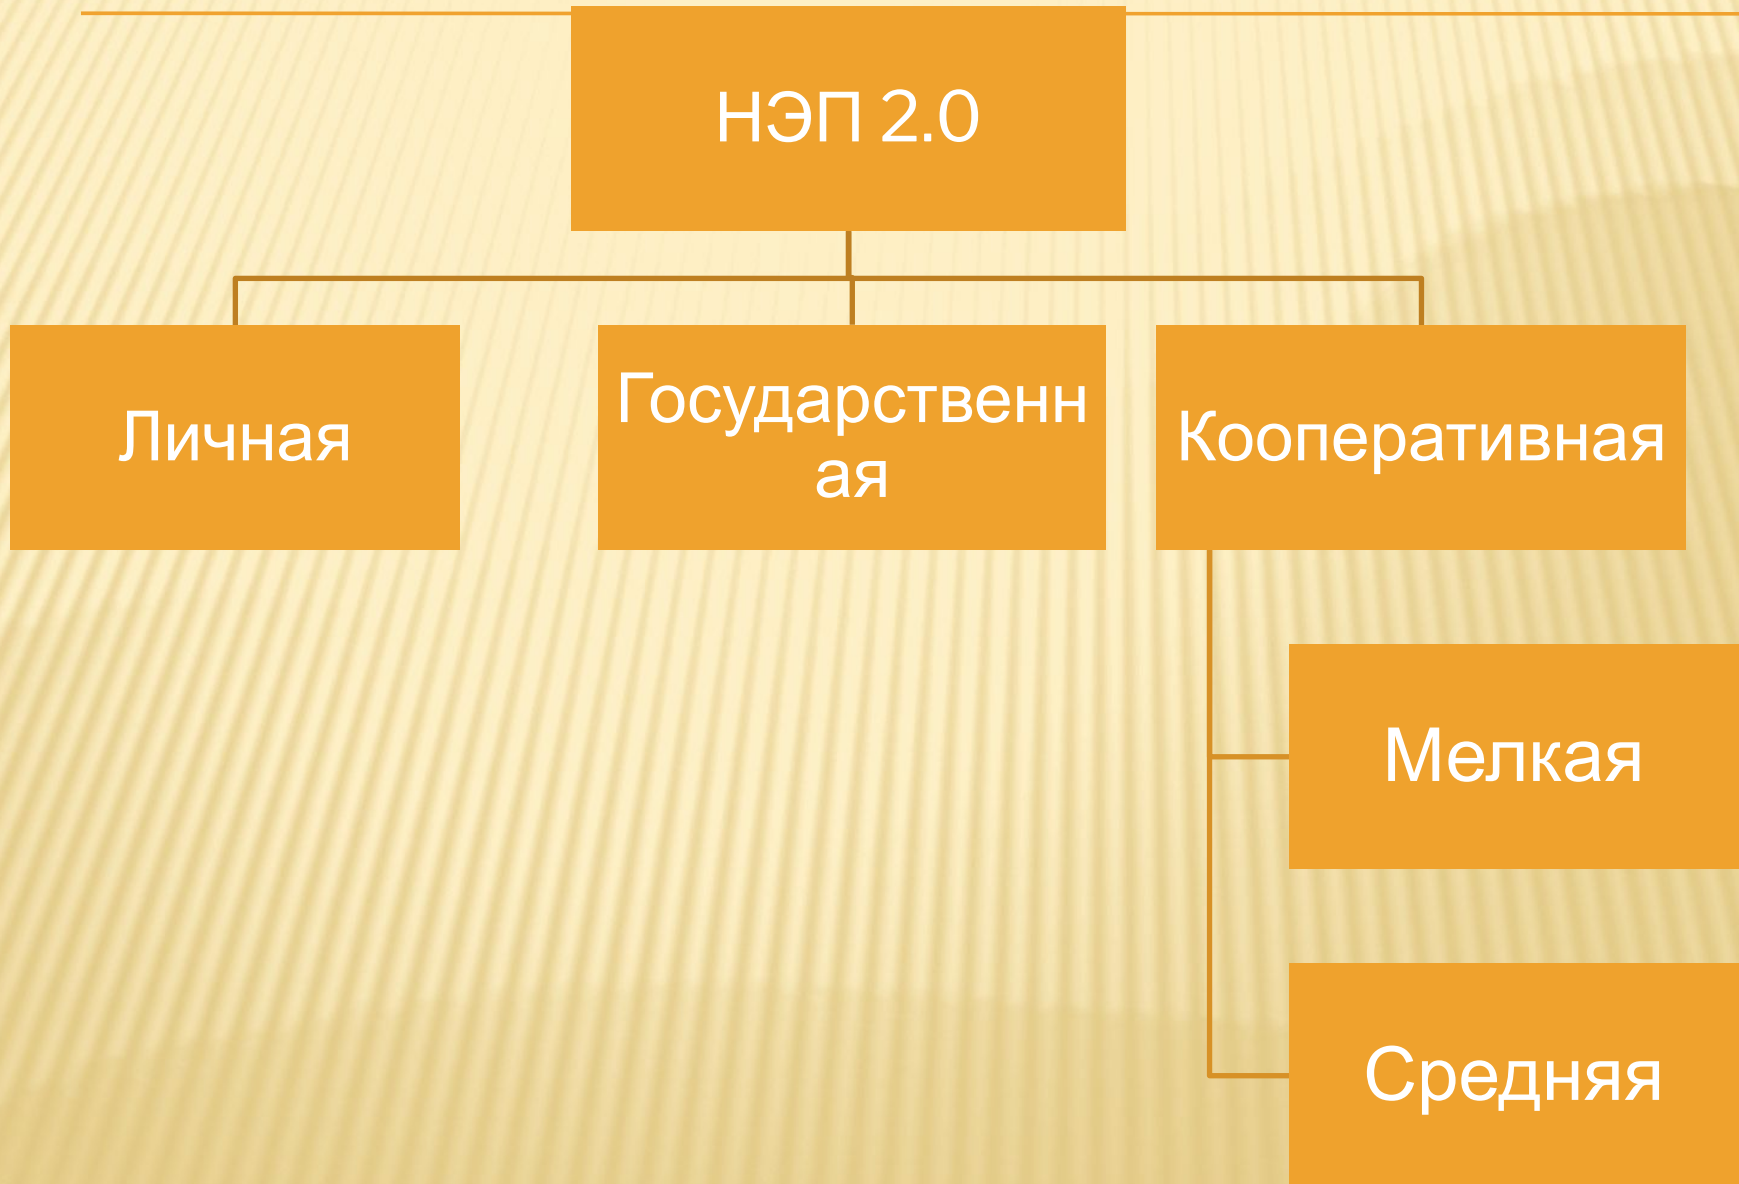 НЭП 2.0
Личная
Государственн
ая
Кооперативная
Мелкая
Средняя